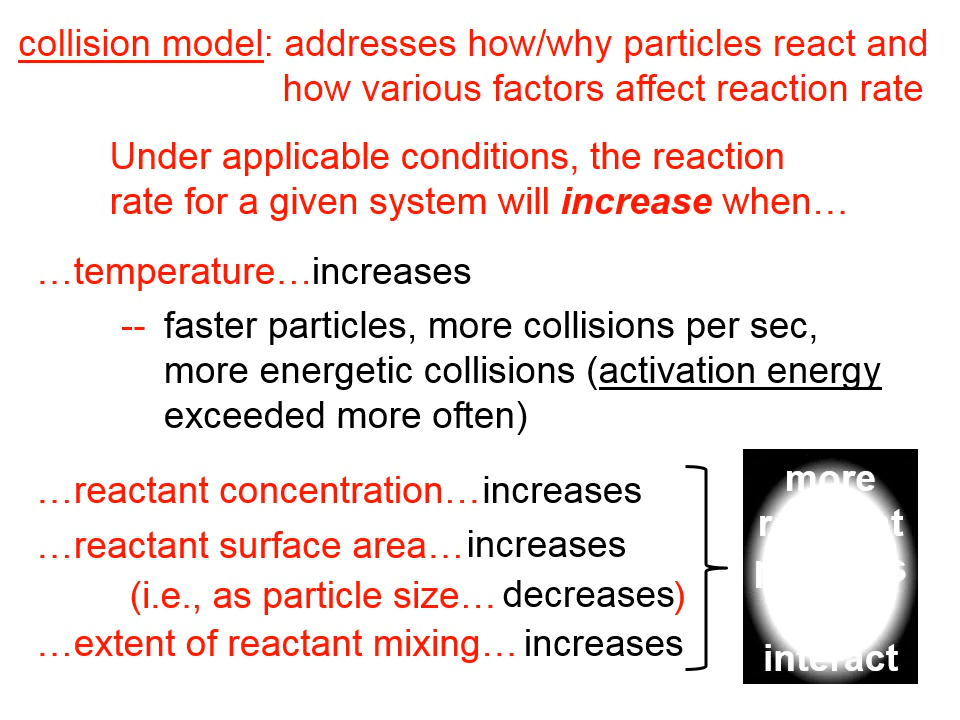 collision model: addresses how/why particles react and
how various factors affect reaction rate
Under applicable conditions, the reaction
rate for a given system will increase when…
…temperature…increases
-- faster particles, more collisions per sec,
more energetic collisions (activation energy
exceeded more often)
…reactant concentration…increases
…reactant surface area…increases
(i.e., as particle size…decreases)
…extent of reactant mixing…increases
more
interact